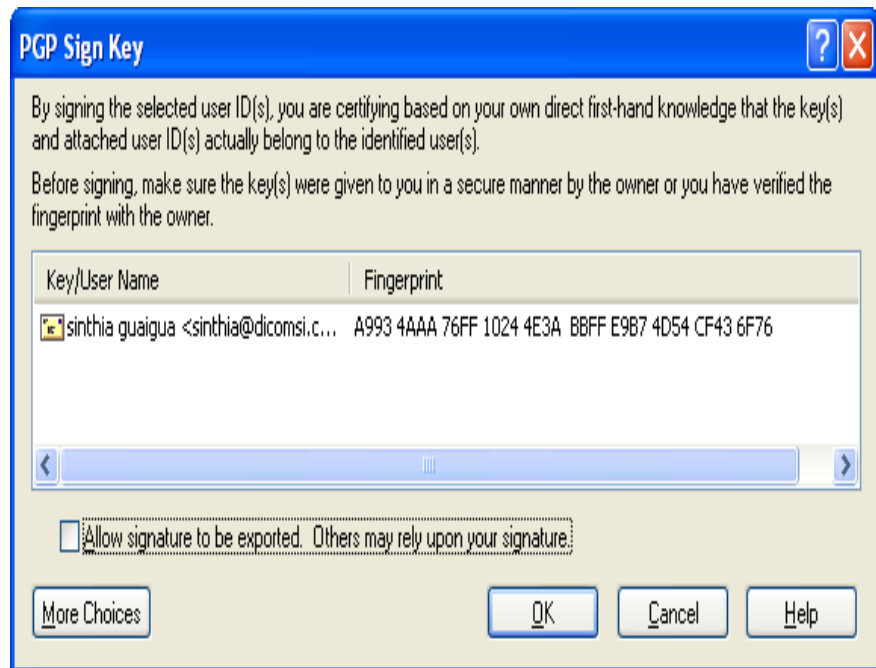 PGP Sign Key
By signing the selected user ID(s), you are certifying based on your own direct first-hand knowledge that the key(s)
and attached user ID(s) actually belong to the identified user(s).
Before signing, make sure the key(s) were given to you in a secure manner by the owner or you have verified the
fingerprint with the owner.
Key/User Name Fingerprint
sinthia guaigua <sinthia@dicomsi.c... A993 4AAA 76FF 1024 4E3A BBFF E9B7 4D54 CF43 6F76
Allow signature to be exported. Others may rely upon your signature.
More Choices OK Cancel Help